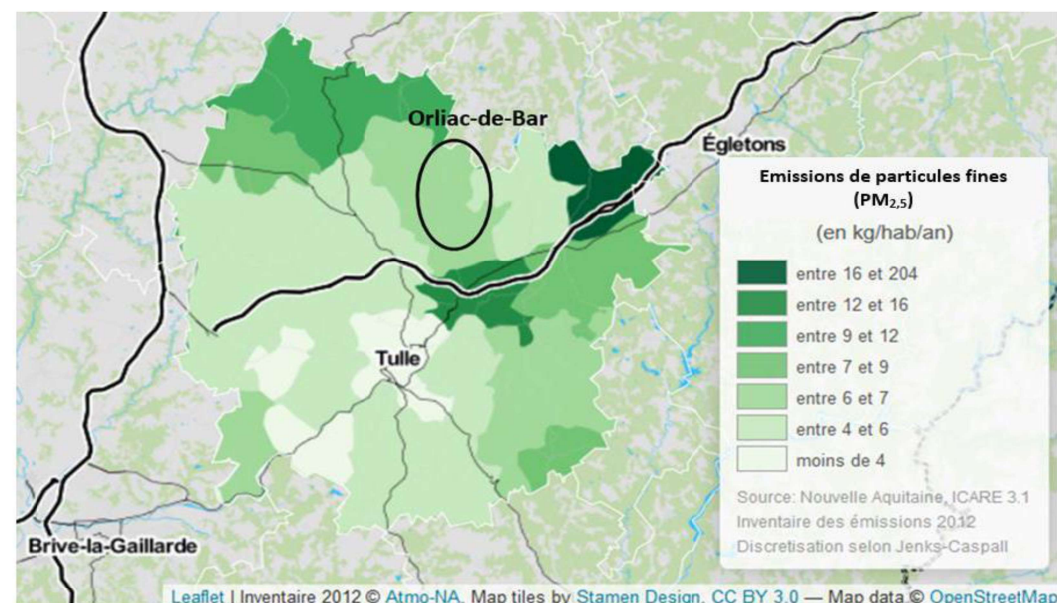 Orliac-de-Bar
Égletons
Tulle
Brive-la-Gaillarde
Emissions de particules fines
(PM2,5)
(en kg/hab/an)
entre 16 et 204
entre 12 et 16
entre 9 et 12
entre 7 et 9
entre 6 et 7
entre 4 et 6
moins de 4
Source: Nouvelle Aquitaine, ICARE 3.1
Inventaire des émissions 2012
Discretisation selon Jenks-Caspall
Leaflet | Inventaire 2012 © Atmo-NA, Map tiles by Stamen Design, CC BY 3.0 — Map data © OpenStreetMap